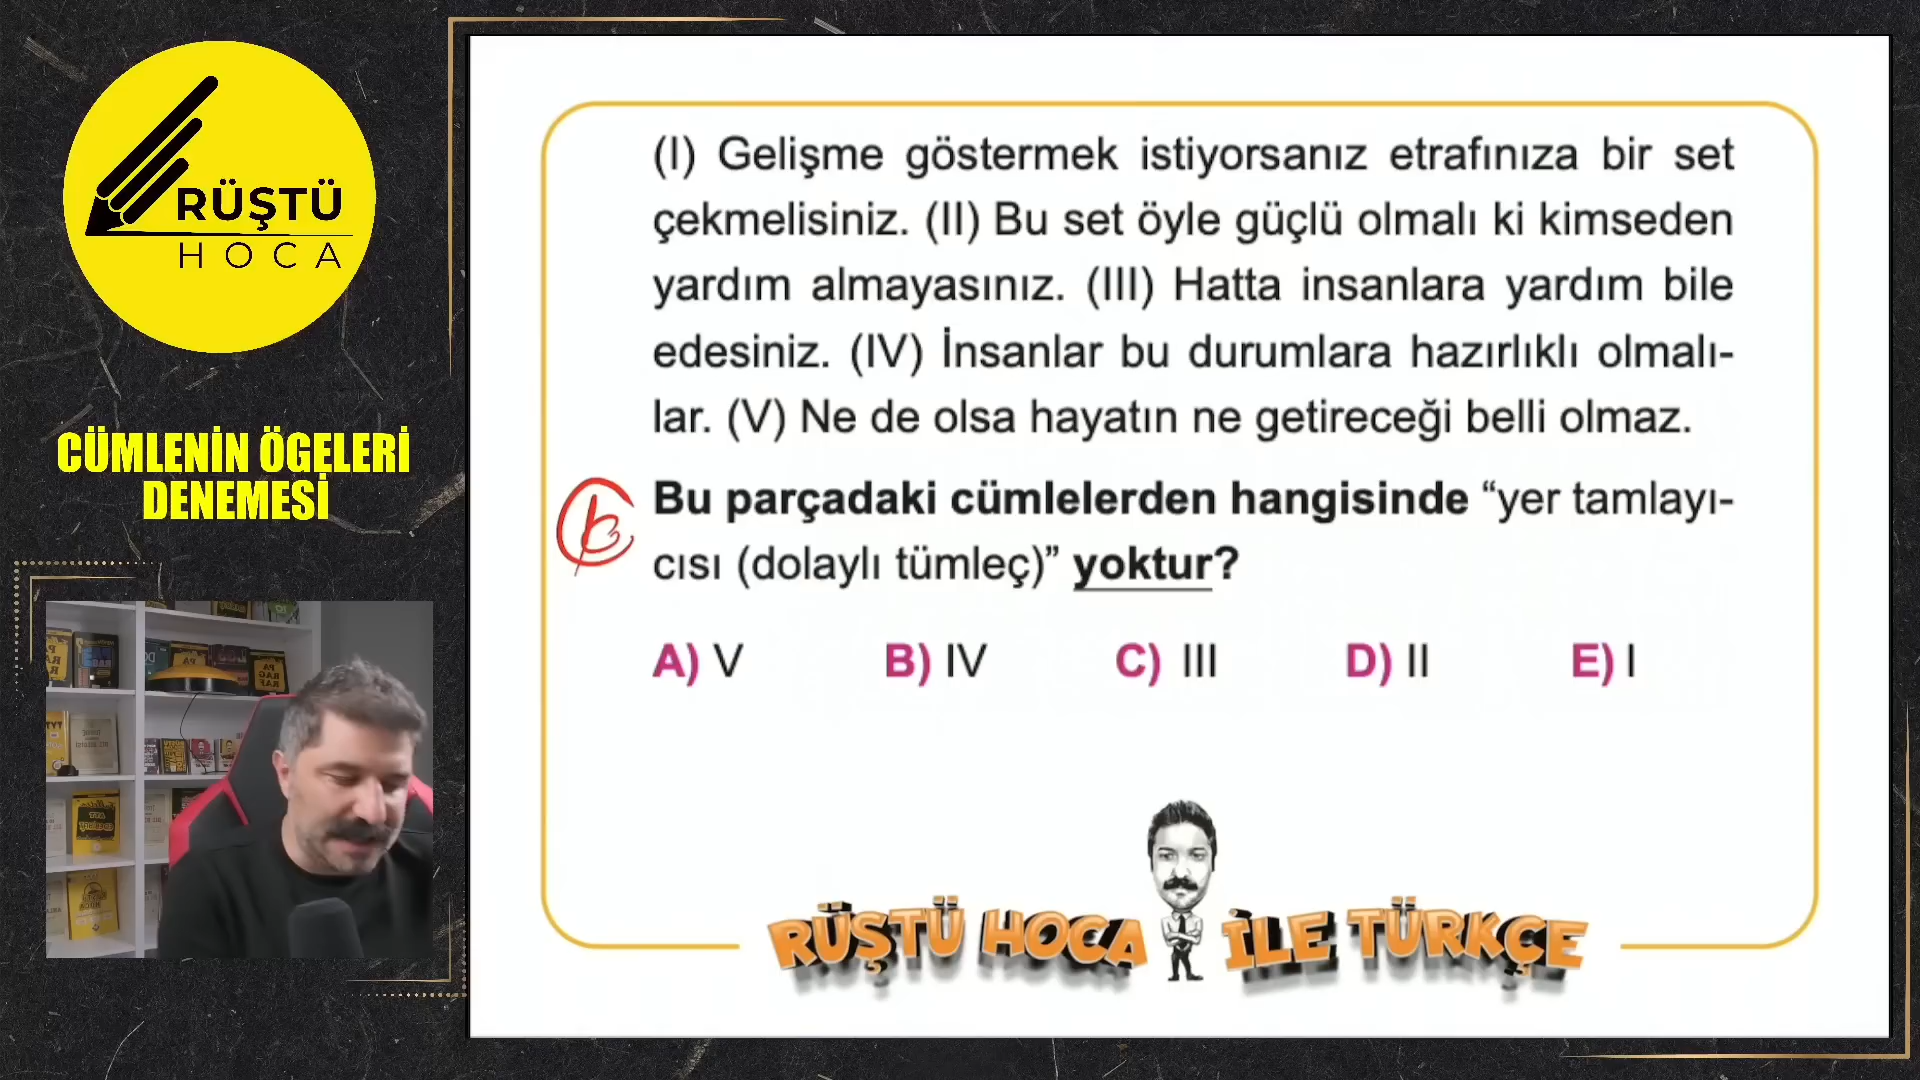 RÜŞTÜ
HOCA
CÜMLENİN ÖGELERİ
DENEMESİ
(I) Gelişme göstermek istiyorsanız etrafınıza bir set
çekmelisiniz. (II) Bu set öyle güçlü olmalı ki kimseden
yardım almayasınız. (III) Hatta insanlara yardım bile
edesiniz. (IV) İnsanlar bu durumlara hazırlıklı olmalı-
lar. (V) Ne de olsa hayatın ne getireceği belli olmaz.
Bu parçadaki cümlelerden hangisinde “yer tamlayı-
cısı (dolaylı tümleç)” yoktur?
A) V B) IV C) III D) II E) I
RÜŞTÜ HOCA İLE TÜRKÇE